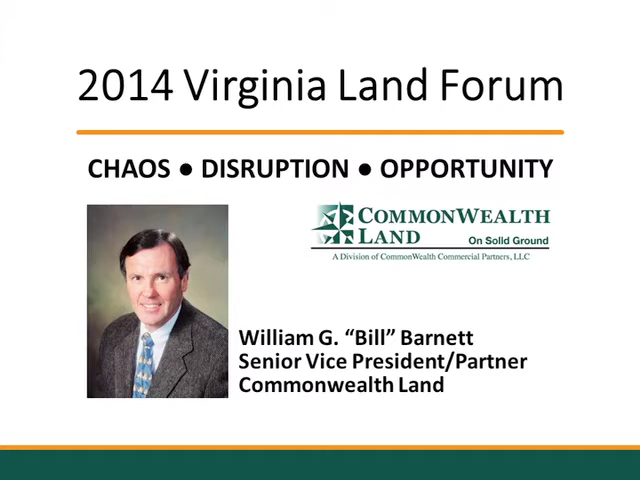 2014 Virginia Land Forum
CHAOS ● DISRUPTION ● OPPORTUNITY
COMMONWEALTH
LAND On Solid Ground
A Division of CommonWealth Commercial Partners, LLC
William G. “Bill” Barnett
Senior Vice President/Partner
Commonwealth Land